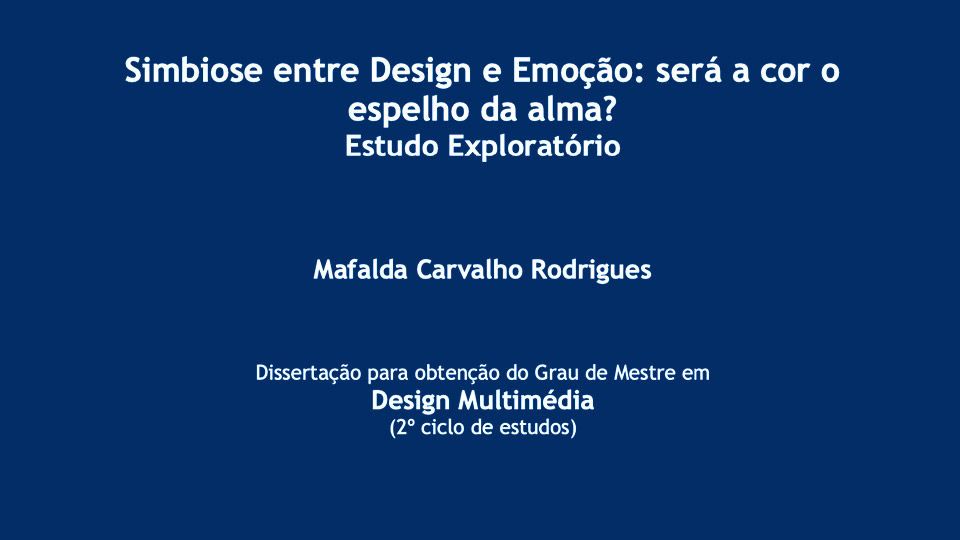 Simbiose entre Design e Emoção: será a cor o
espelho da alma?
Estudo Exploratório
Mafalda Carvalho Rodrigues
Dissertação para obtenção do Grau de Mestre em
Design Multimédia
(2º ciclo de estudos)